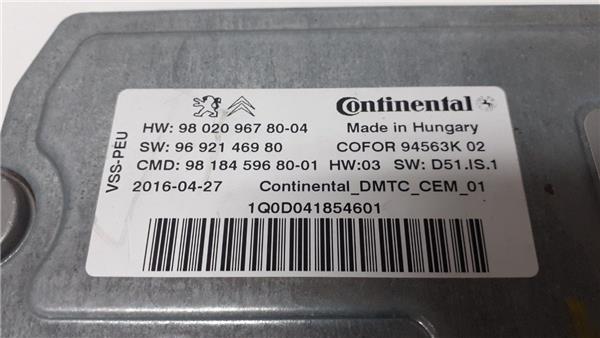 Continental
HW: 98 020 967 80-04 Made in Hungary
SW: 96 921 469 80 COFOR 94563K 02
CMD: 98 184 596 80-01 HW:03 SW: D51.IS.1
2016-04-27 Continental_DMTC_CEM_01
1Q0D041854601
VSS-PEU